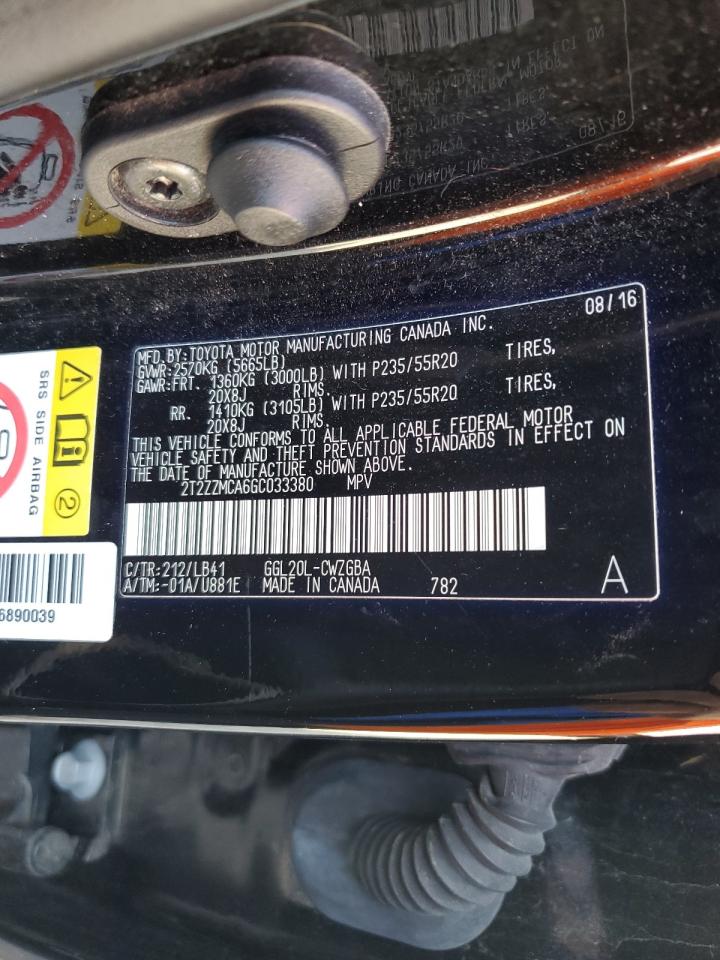 08/16
MFD.BY:TOYOTA MOTOR MANUFACTURING CANADA INC.
GVWR:2570KG (5665LB)
GAWR:FRT. 1360KG (3000LB) WITH P235/55R20 TIRES,
20X8J RIMS.
RR. 1410KG (3105LB) WITH P235/55R20 TIRES,
20X8J RIMS.
THIS VEHICLE CONFORMS TO ALL APPLICABLE FEDERAL MOTOR
VEHICLE SAFETY AND THEFT PREVENTION STANDARDS IN EFFECT ON
THE DATE OF MANUFACTURE SHOWN ABOVE.
2T2ZZMCA6GC033380 MPV
C/TR:212/LB41 GGL20L-CWZGBA
A/TM:-01A/U881E MADE IN CANADA 782 A
SRS SIDE AIRBAG
2
6890039